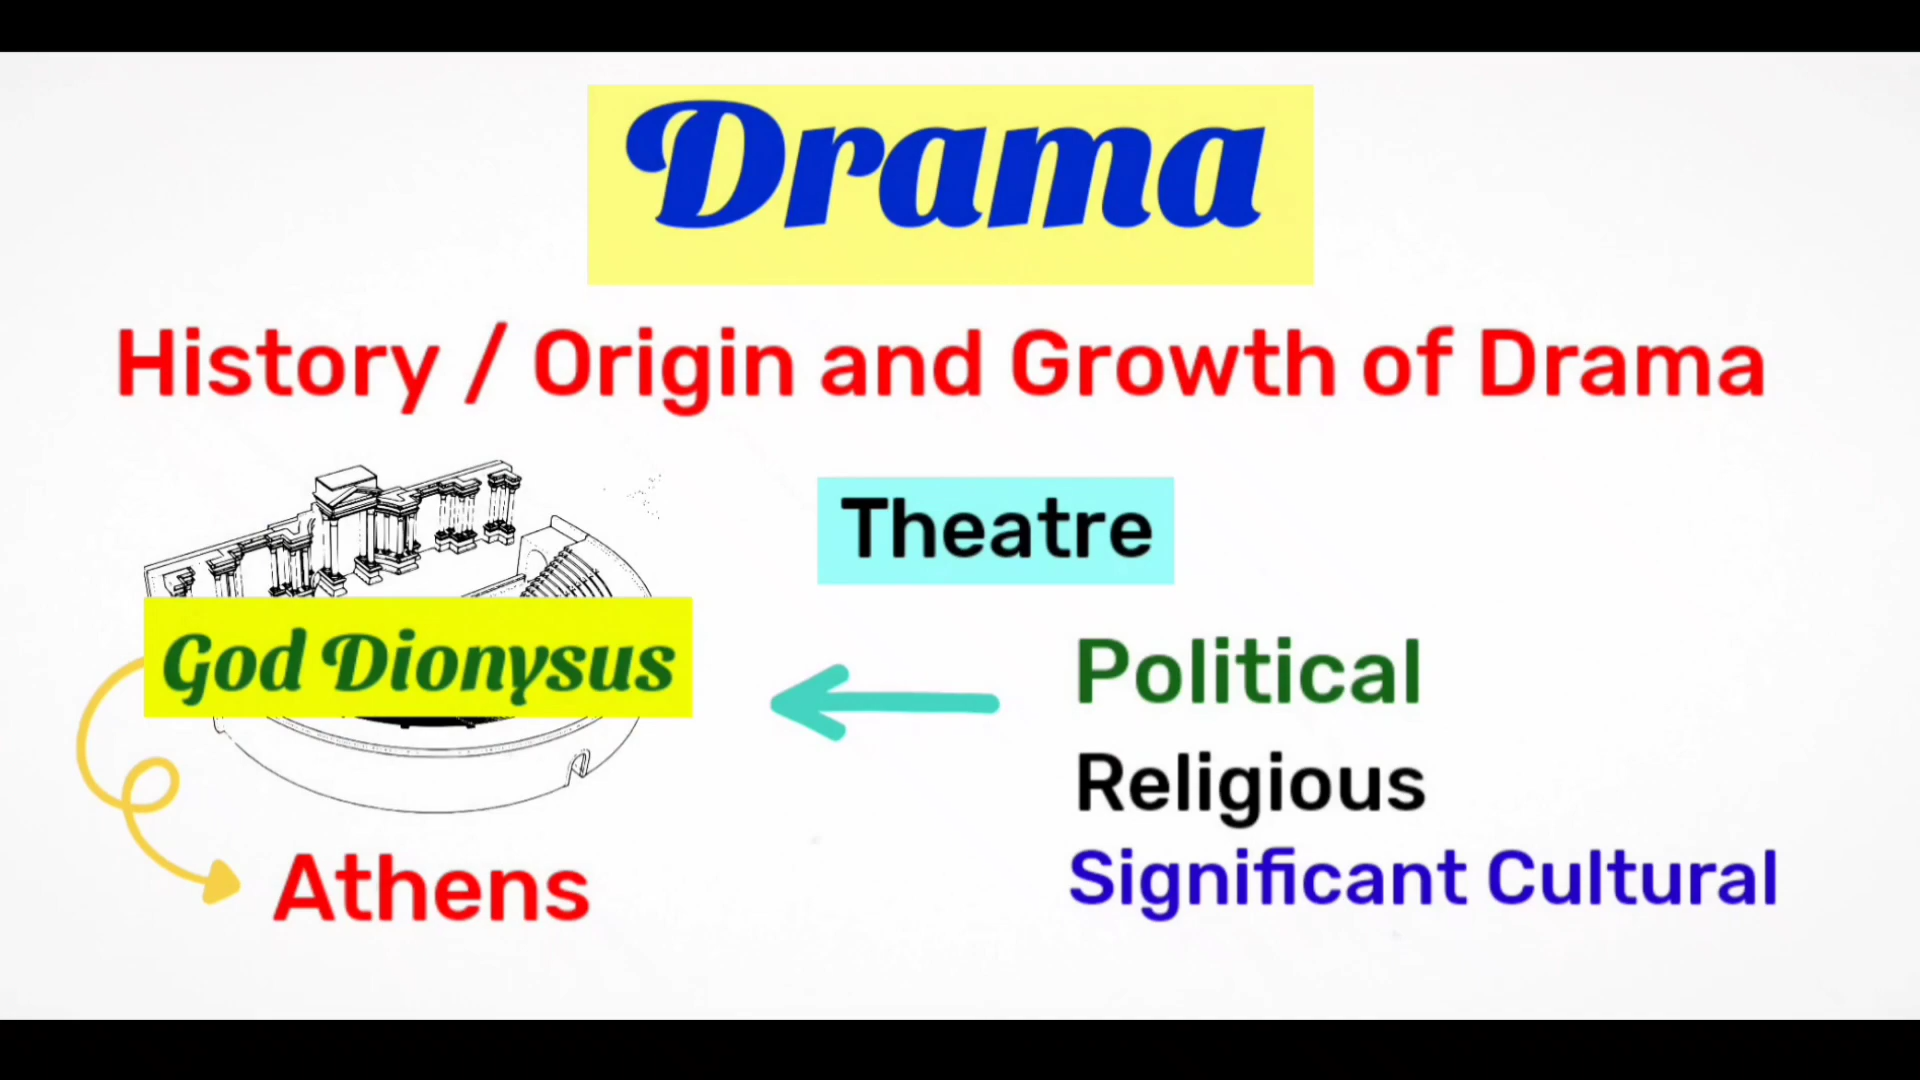 Drama
History / Origin and Growth of Drama
Theatre
God Dionysus
Political
Religious
Significant Cultural
Athens